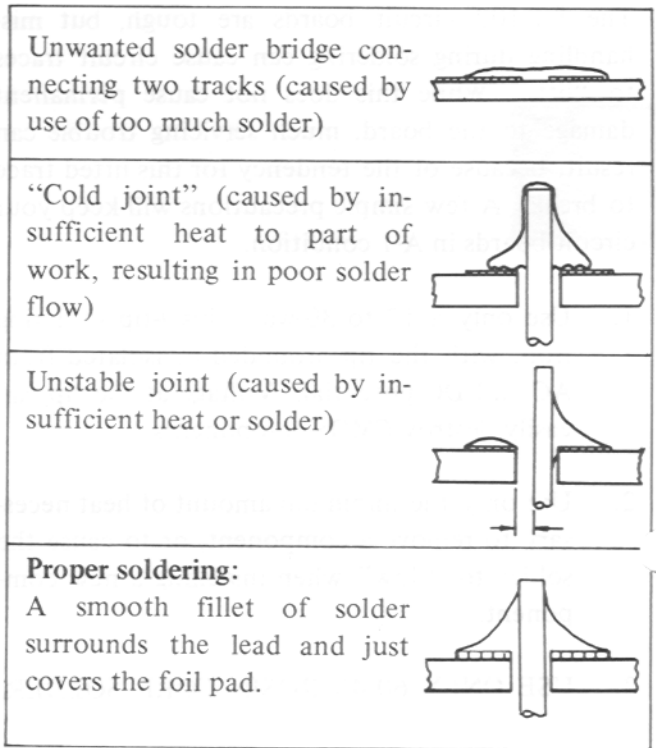 Unwanted solder bridge con-
necting two tracks (caused by
use of too much solder)
“Cold joint” (caused by in-
sufficient heat to part of
work, resulting in poor solder
flow)
Unstable joint (caused by in-
sufficient heat or solder)
Proper soldering:
A smooth fillet of solder
surrounds the lead and just
covers the foil pad.